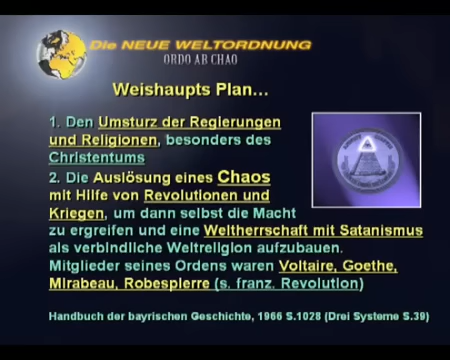 Die NEUE WELTORDNUNG
ORDO AB CHAO
Weishaupts Plan...
1. Den Umsturz der Regierungen
und Religionen, besonders des
Christentums
2. Die Auslösung eines Chaos
mit Hilfe von Revolutionen und
Kriegen, um dann selbst die Macht
zu ergreifen und eine Weltherrschaft mit Satanismus
als verbindliche Weltreligion aufzubauen.
Mitglieder seines Ordens waren Voltaire, Goethe,
Mirabeau, Robespierre (s. franz. Revolution)
Handbuch der bayrischen Geschichte, 1966 S.1028 (Drei Systeme S.39)